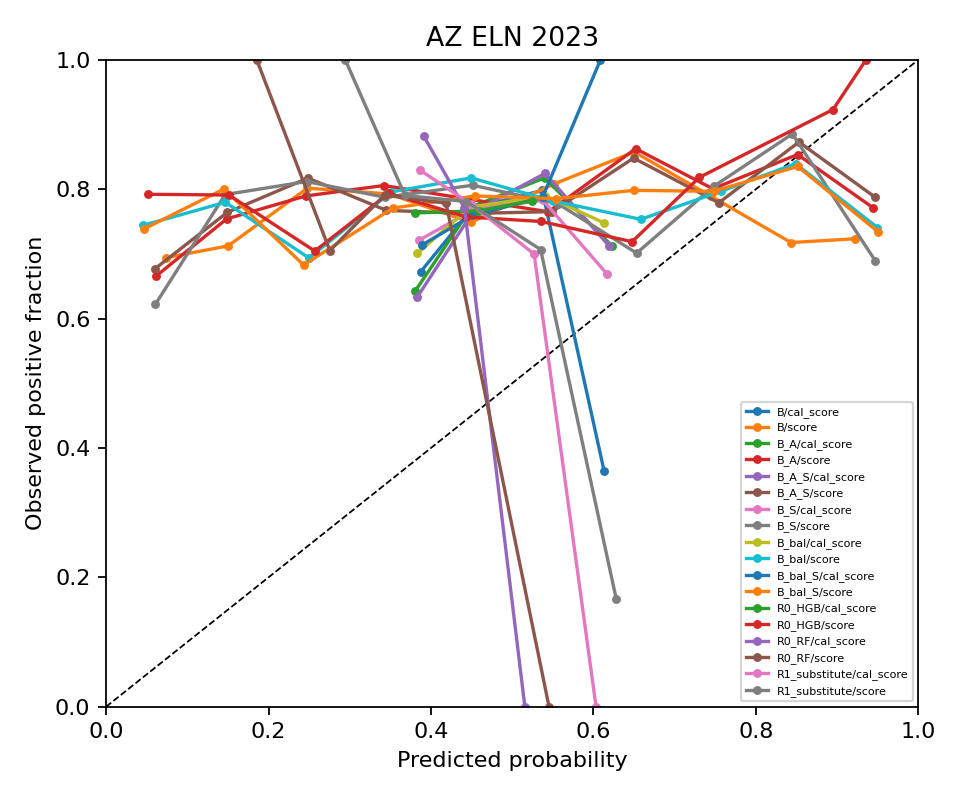 AZ ELN 2023
1.0
0.8
0.6
0.4
0.2
0.0
Observed positive fraction
0.0 0.2 0.4 0.6 0.8 1.0
Predicted probability
B/cal_score
B/score
B_A/cal_score
B_A/score
B_A_S/cal_score
B_A_S/score
B_S/cal_score
B_S/score
B_bal/cal_score
B_bal/score
B_bal_S/cal_score
B_bal_S/score
R0_HGB/cal_score
R0_HGB/score
R0_RF/cal_score
R0_RF/score
R1_substitute/cal_score
R1_substitute/score